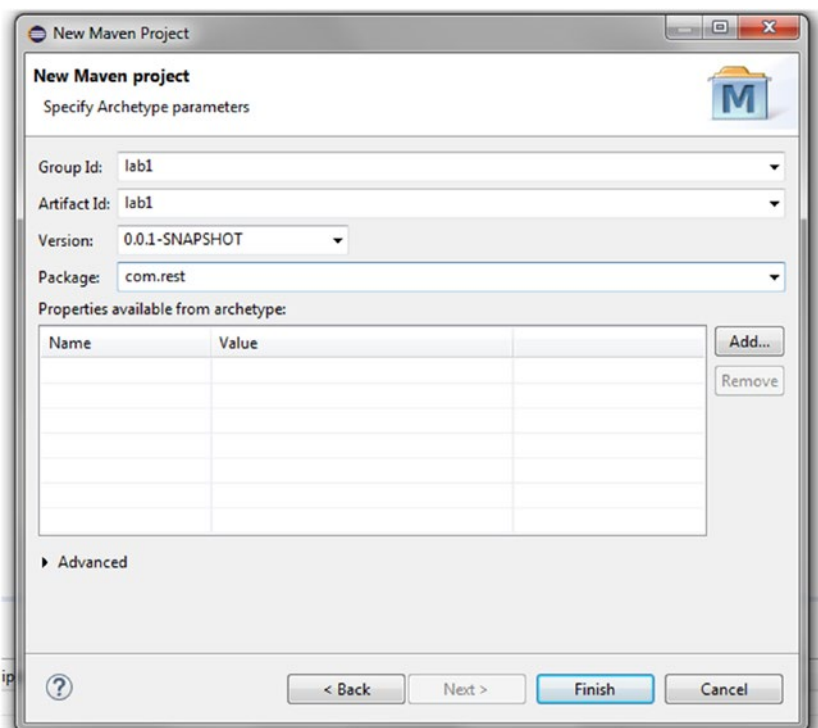 New Maven Project
New Maven project
Specify Archetype parameters
M
Group Id: lab1
Artifact Id: lab1
Version: 0.0.1-SNAPSHOT
Package: com.rest
Properties available from archetype:
Name Value
Add...
Remove
Advanced
ip
? < Back Next > Finish Cancel